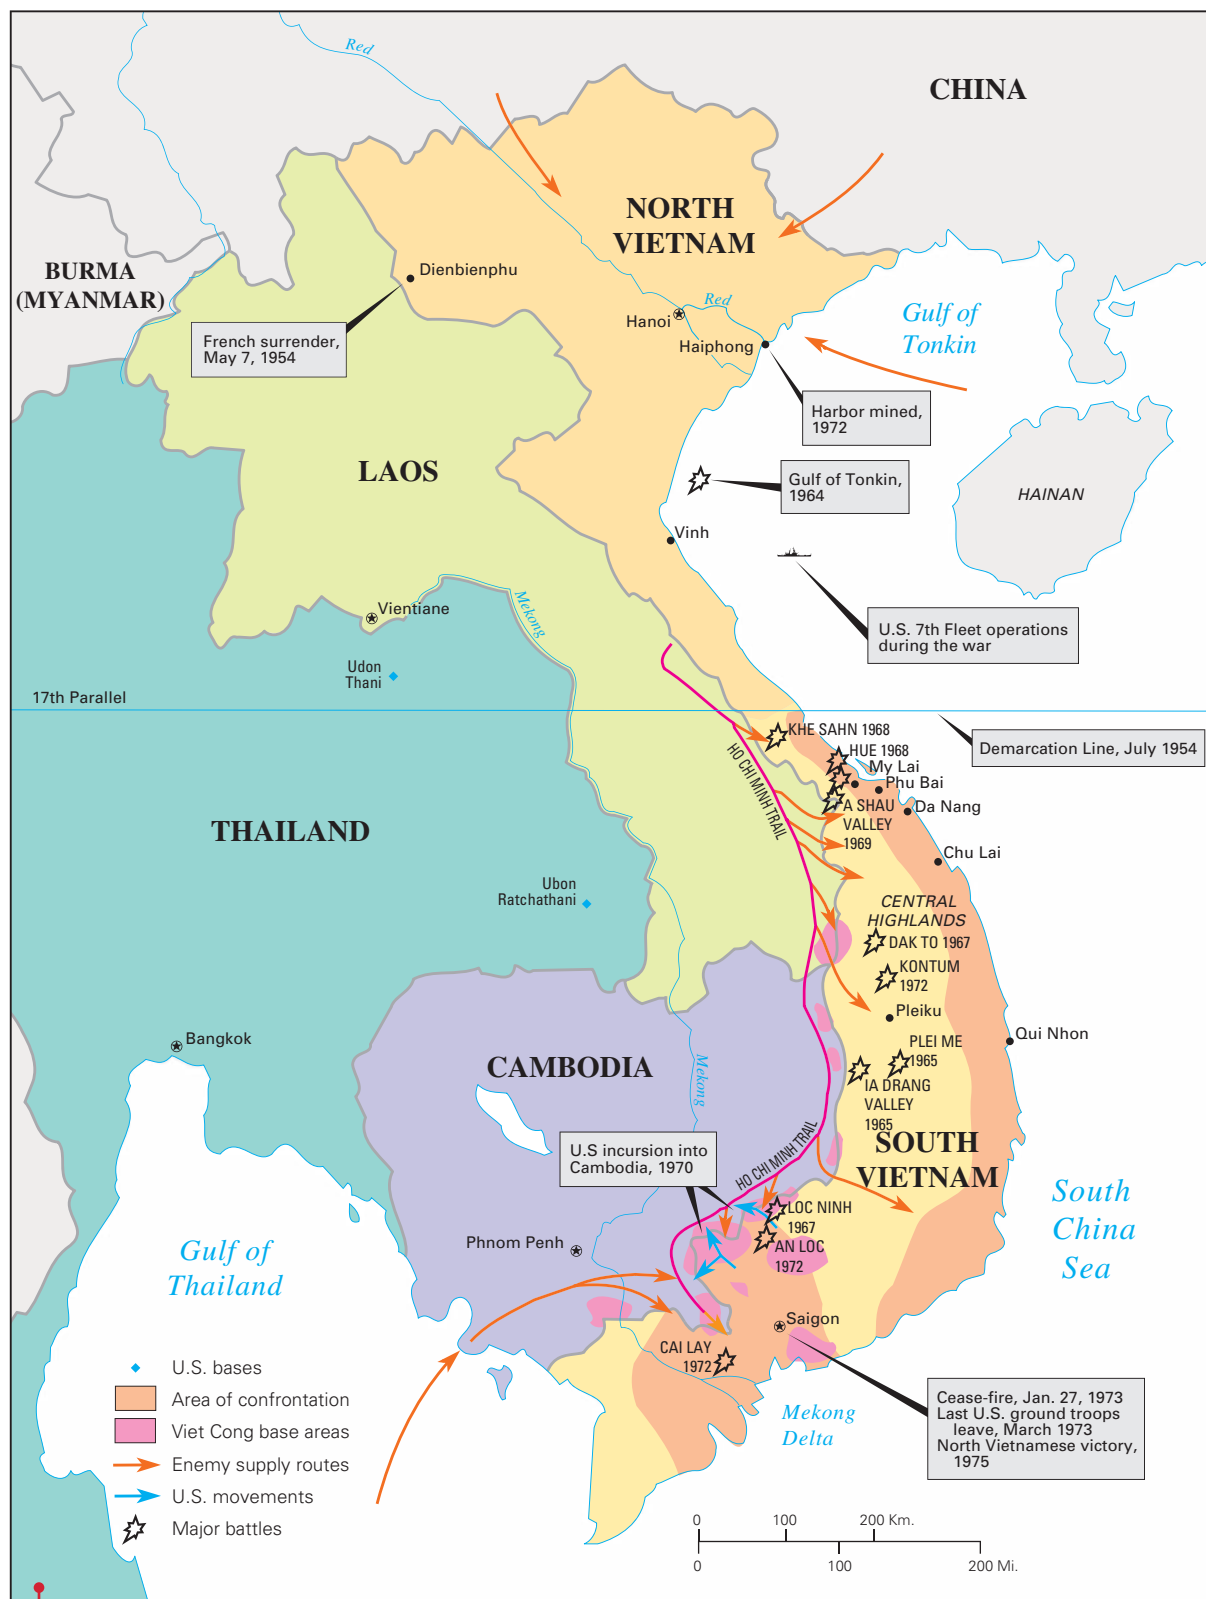 Red
CHINA
NORTH
VIETNAM
BURMA
(MYANMAR)
Dienbienphu
Red
Hanoi
Gulf of
Tonkin
French surrender,
May 7, 1954
Haiphong
Harbor mined,
1972
LAOS
Gulf of Tonkin,
1964
HAINAN
Vinh
Mekong
Vientiane
U.S. 7th Fleet operations
during the war
Udon
Thani
17th Parallel
KHE SAHN 1968
Demarcation Line, July 1954
HUE 1968
My Lai
Phu Bai
HO CHI MINH TRAIL
A SHAU
VALLEY
1969
Da Nang
THAILAND
Chu Lai
Ubon
Ratchathani
CENTRAL
HIGHLANDS
DAK TO 1967
KONTUM
1972
Pleiku
Bangkok
Qui Nhon
PLEI ME
1965
CAMBODIA
Mekong
IA DRANG
VALLEY
1965
U.S incursion into
Cambodia, 1970
HO CHI MINH TRAIL
SOUTH
VIETNAM
South
China
Sea
LOC NINH
1967
Phnom Penh
AN LOC
1972
Gulf of
Thailand
Saigon
CAI LAY
1972
Mekong
Delta
Cease-fire, Jan. 27, 1973
Last U.S. ground troops
leave, March 1973
North Vietnamese victory,
1975
U.S. bases
Area of confrontation
Viet Cong base areas
Enemy supply routes
U.S. movements
Major battles
0 100 200 Km.
0 100 200 Mi.